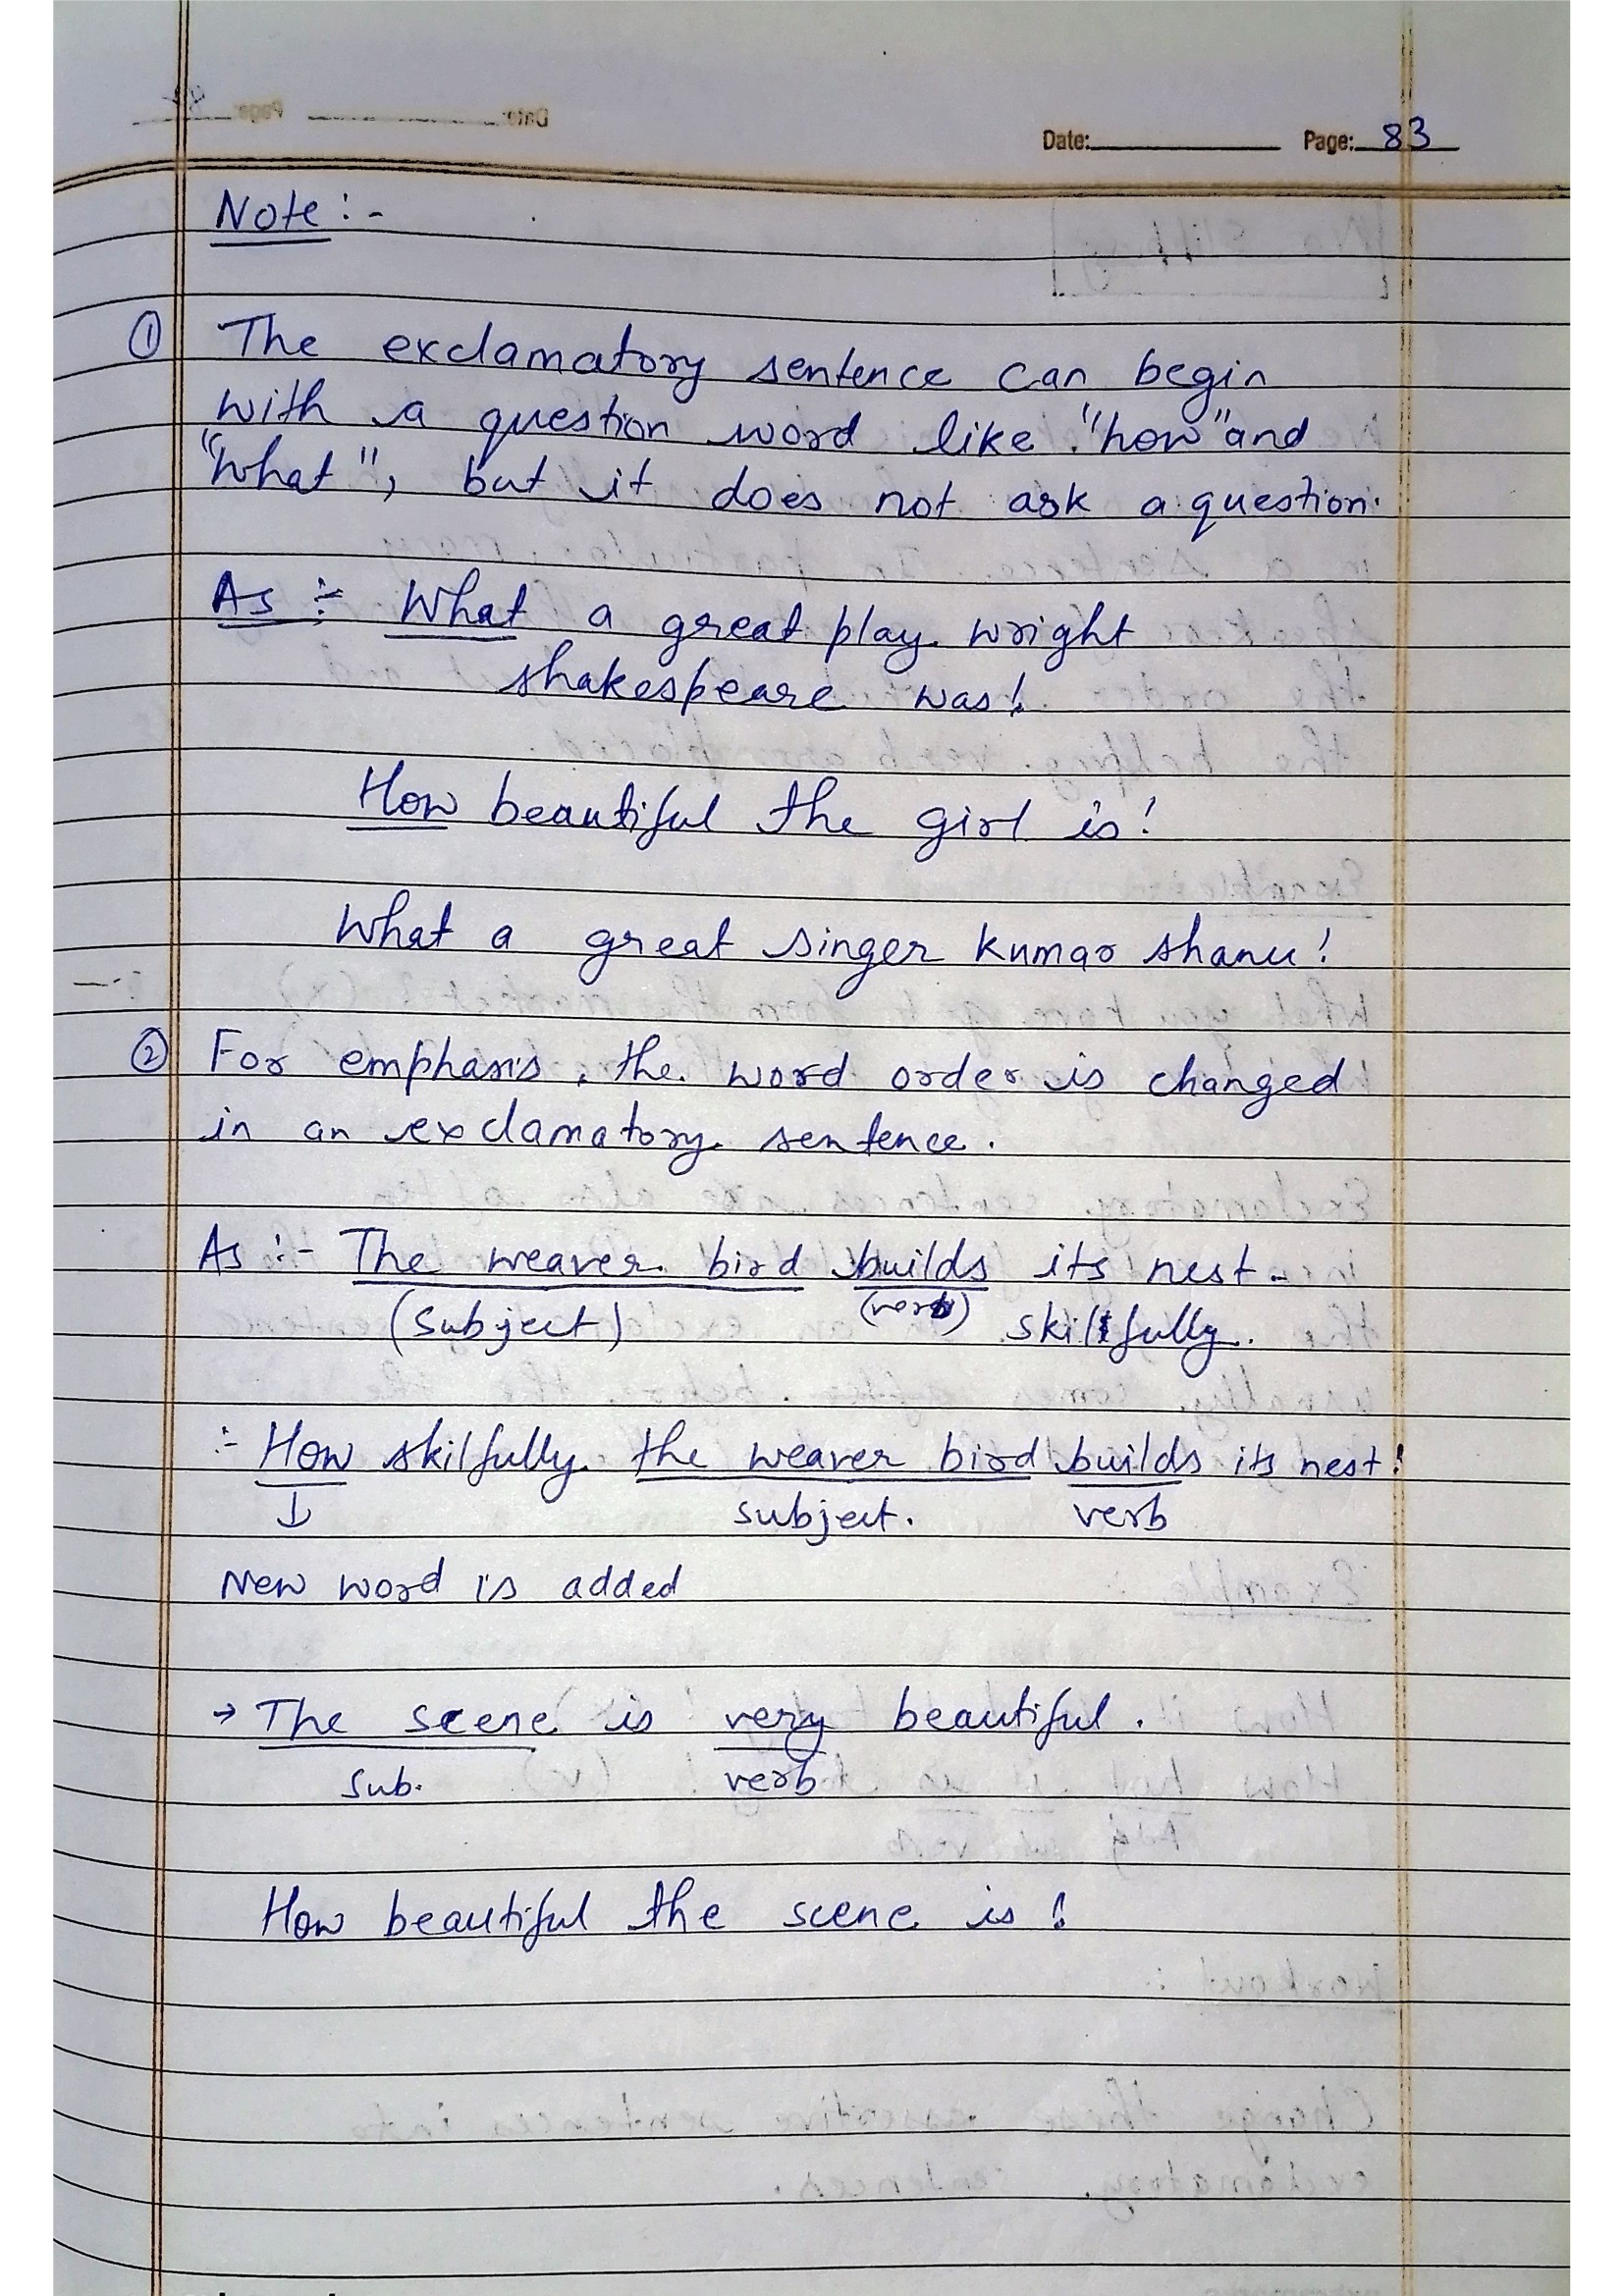 Date: Page: 83
Note :-
① The exclamatory sentence can begin
with a question word like "how" and
"what", but it does not ask a question.
As :- What a great play wright
shakespeare was!
How beautiful the girl is!
What a great singer Kumar Shanu!
② For emphasis, the word order is changed
in an exclamatory sentence.
As :- The weaver bird builds its nest
(Subject) (verb) skilfully.
:- How skilfully the weaver bird builds its nest!
↓ subject. verb
New word is added
→ The scene is very beautiful.
Sub. verb
How beautiful the scene is!